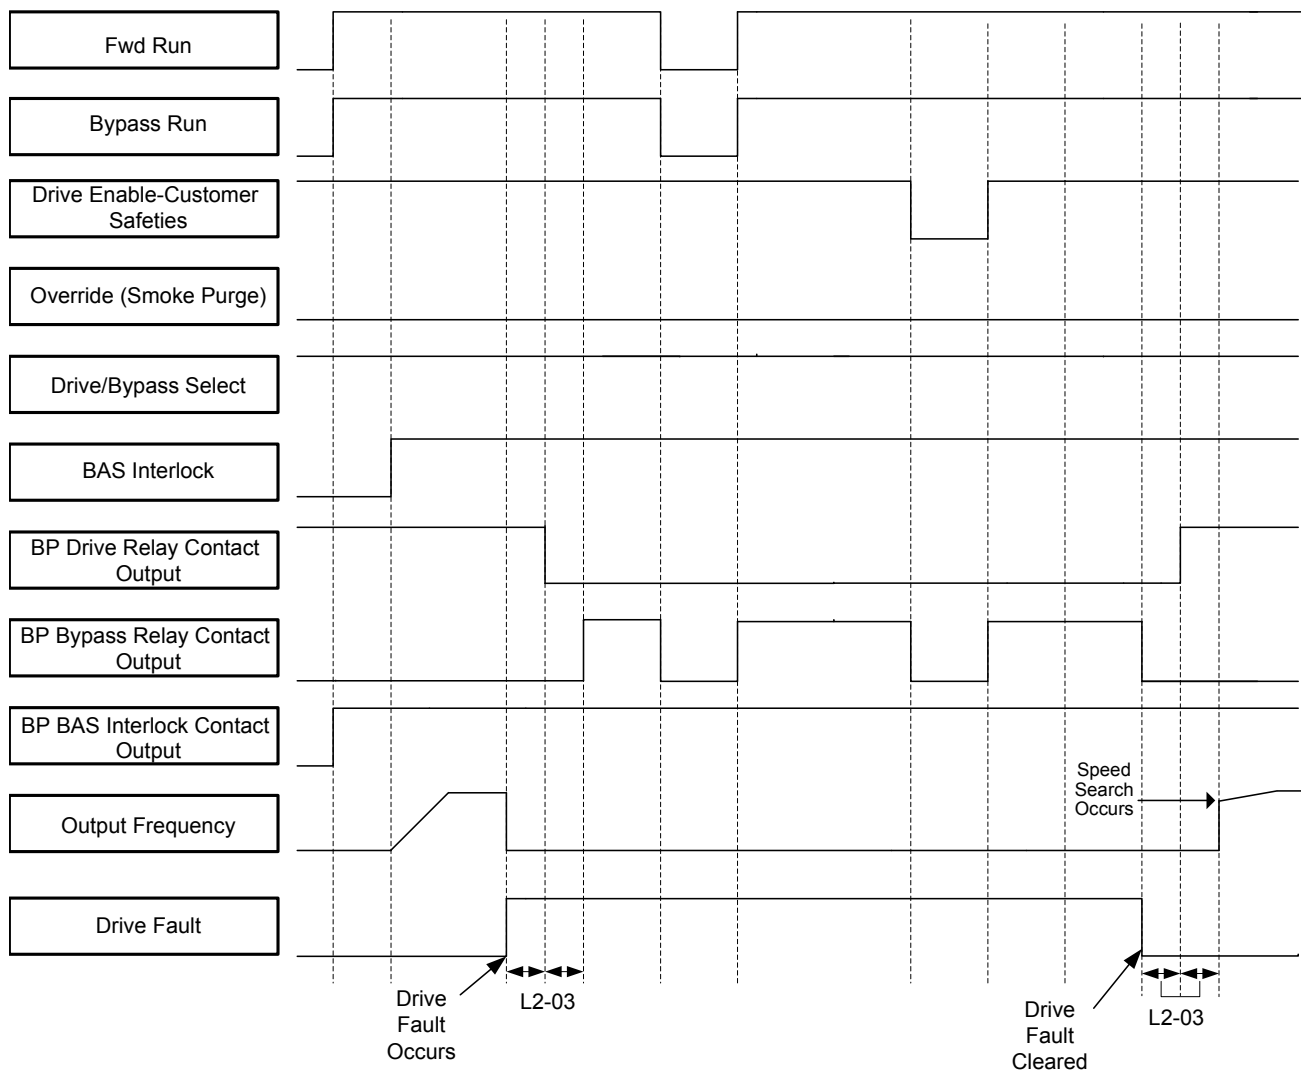 Fwd Run
Bypass Run
Drive Enable-Customer
Safeties
Override (Smoke Purge)
Drive/Bypass Select
BAS Interlock
BP Drive Relay Contact
Output
BP Bypass Relay Contact
Output
BP BAS Interlock Contact
Output
Speed
Search
Occurs
Output Frequency
Drive Fault
Drive
Fault
Occurs
L2-03
Drive
Fault
Cleared
L2-03